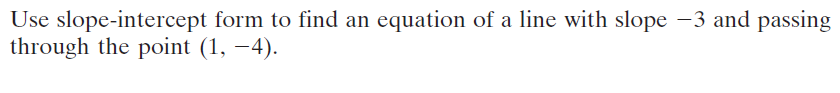 Use slope-intercept form to find an equation of a line with slope −3 and passing
through the point (1, −4).